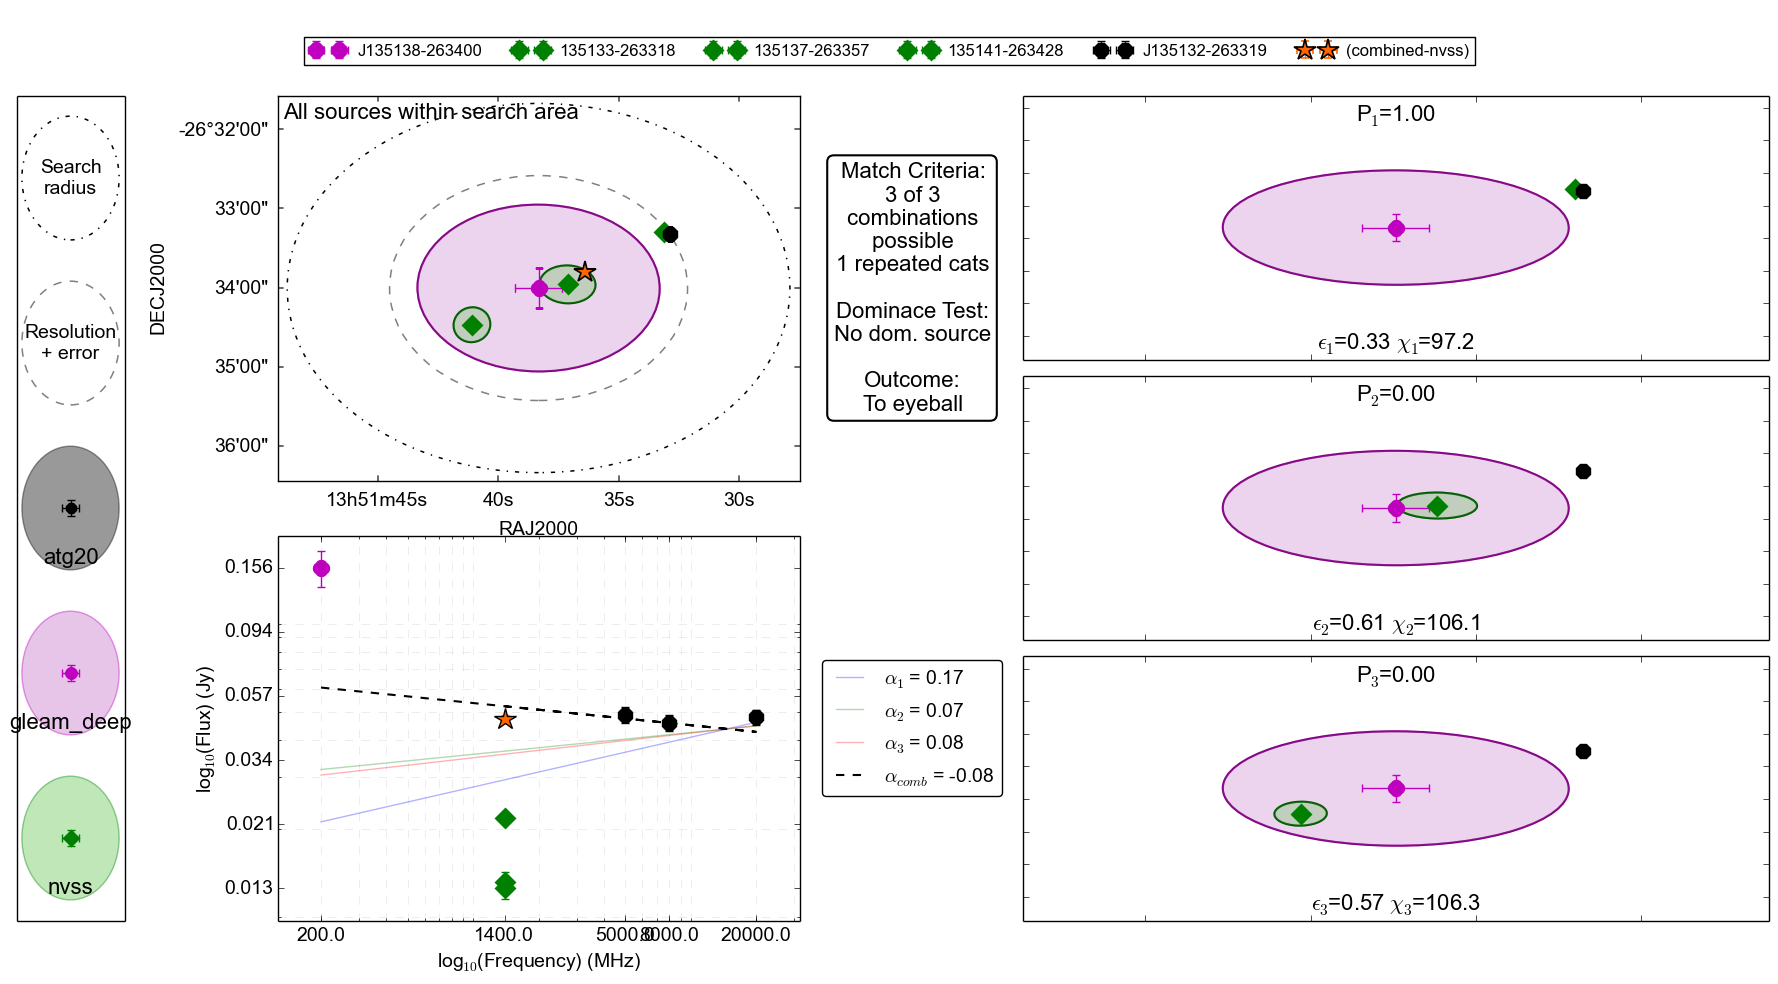 J135138-263400 135133-263318 135137-263357 135141-263428 J135132-263319 (combined-nvss)
Search
radius
Resolution
+ error
atg20
gleam_deep
nvss
All sources within search area
DECJ2000
-26°32'00"
33'00"
34'00"
35'00"
36'00"
13h51m45s 40s 35s 30s
RAJ2000
Match Criteria:
3 of 3
combinations
possible
1 repeated cats
Dominace Test:
No dom. source
Outcome:
To eyeball
log10(Flux) (Jy)
0.156
0.094
0.057
0.034
0.021
0.013
200.0 1400.0 5000.0 8000.0 20000.0
log10(Frequency) (MHz)
α1 = 0.17
α2 = 0.07
α3 = 0.08
αcomb = -0.08
P1=1.00
ϵ1=0.33 χ1=97.2
P2=0.00
ϵ2=0.61 χ2=106.1
P3=0.00
ϵ3=0.57 χ3=106.3